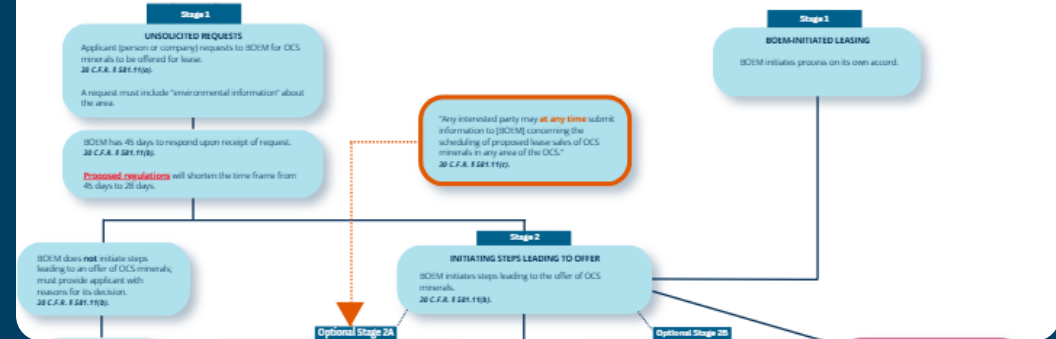 Stage 1
UNSOLICITED REQUESTS
Applicant (person or company) requests to BOEM for OCS
minerals to be offered for lease.
30 C.F.R. § 581.11(a).
A request must include "environmental information" about
the area.
BOEM has 45 days to respond upon receipt of request.
30 C.F.R. § 581.11(b).
Proposed regulations will shorten the time frame from
45 days to 28 days.
Stage 1
BOEM-INITIATED LEASING
BOEM initiates process on its own accord.
"Any interested party may at any time submit
information to [BOEM] concerning the
scheduling of proposed lease sales of OCS
minerals in any area of the OCS."
30 C.F.R. § 581.11(c).
BOEM does not initiate steps
leading to an offer of OCS minerals;
must provide applicant with
reasons for its decision.
30 C.F.R. § 581.11(b).
Stage 2
INITIATING STEPS LEADING TO OFFER
BOEM initiates steps leading to the offer of OCS
minerals.
30 C.F.R. § 581.11(b).
Optional Stage 2A
Optional Stage 2B